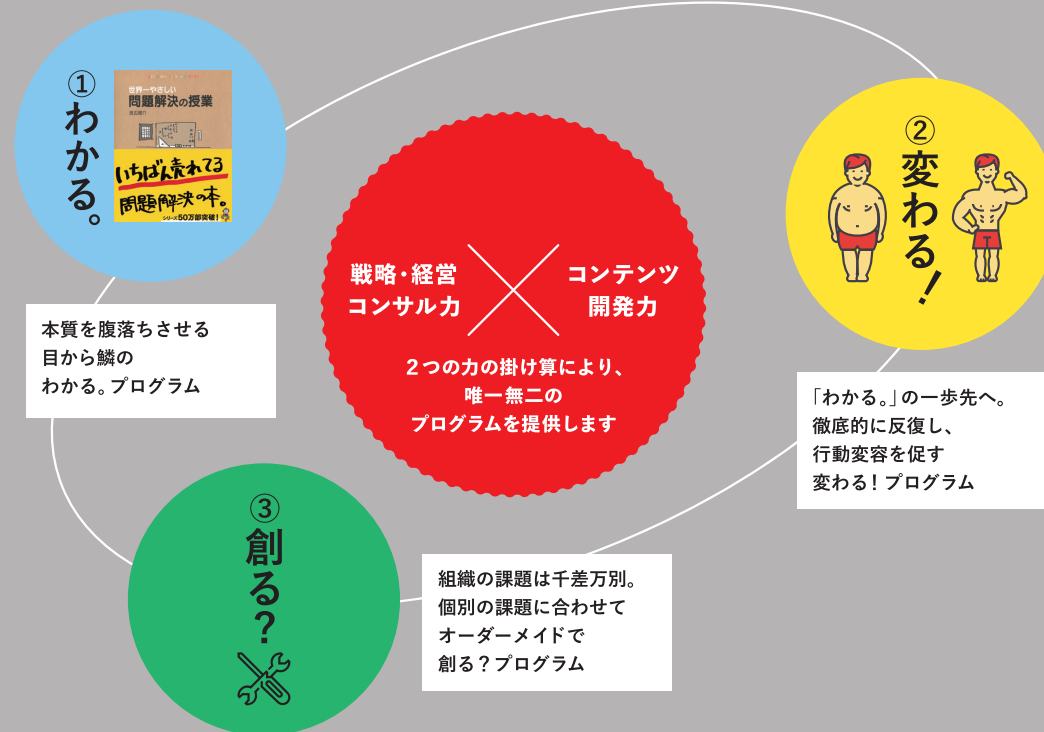 ①わかる。
世界一やさしい
問題解決の授業
いちばん売れてる
問題解決の本。
シリーズ50万部突破!
本質を腹落ちさせる
目から鱗の
わかる。プログラム
戦略・経営
コンサル力
コンテンツ
開発力
2つの力の掛け算により、
唯一無二の
プログラムを提供します
②変わる!
「わかる。」の一歩先へ。
徹底的に反復し、
行動変容を促す
変わる!プログラム
③創る?
組織の課題は千差万別。
個別の課題に合わせて
オーダーメイドで
創る?プログラム